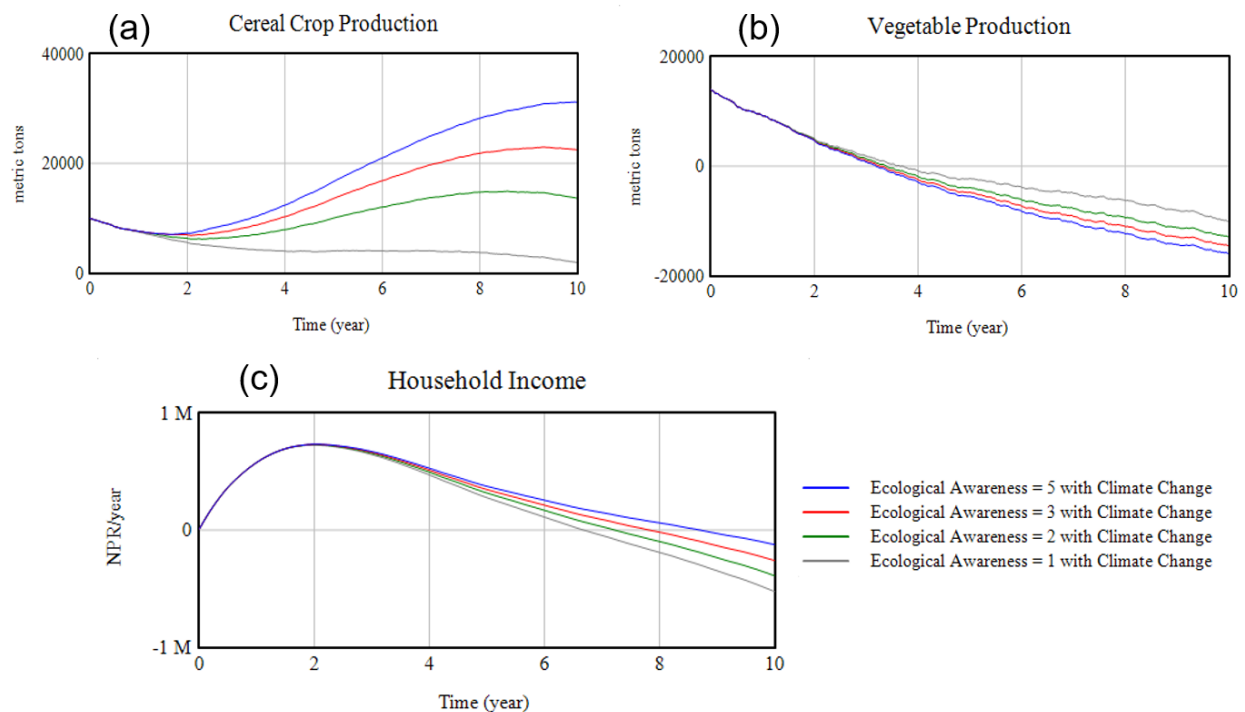 (a)
Cereal Crop Production
40000
20000
0
metric tons
0 2 4 6 8 10
Time (year)
(b)
Vegetable Production
20000
0
-20000
metric tons
0 2 4 6 8 10
Time (year)
(c)
Household Income
1 M
0
-1 M
NPR/year
0 2 4 6 8 10
Time (year)
Ecological Awareness = 5 with Climate Change
Ecological Awareness = 3 with Climate Change
Ecological Awareness = 2 with Climate Change
Ecological Awareness = 1 with Climate Change